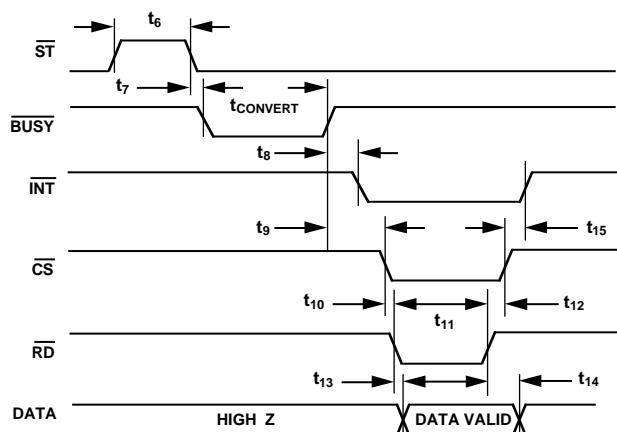 t6
ST
t7
tCONVERT
BUSY
t8
INT
t9
t15
CS
t10
t11
t12
RD
t13
t14
DATA
HIGH Z
DATA VALID